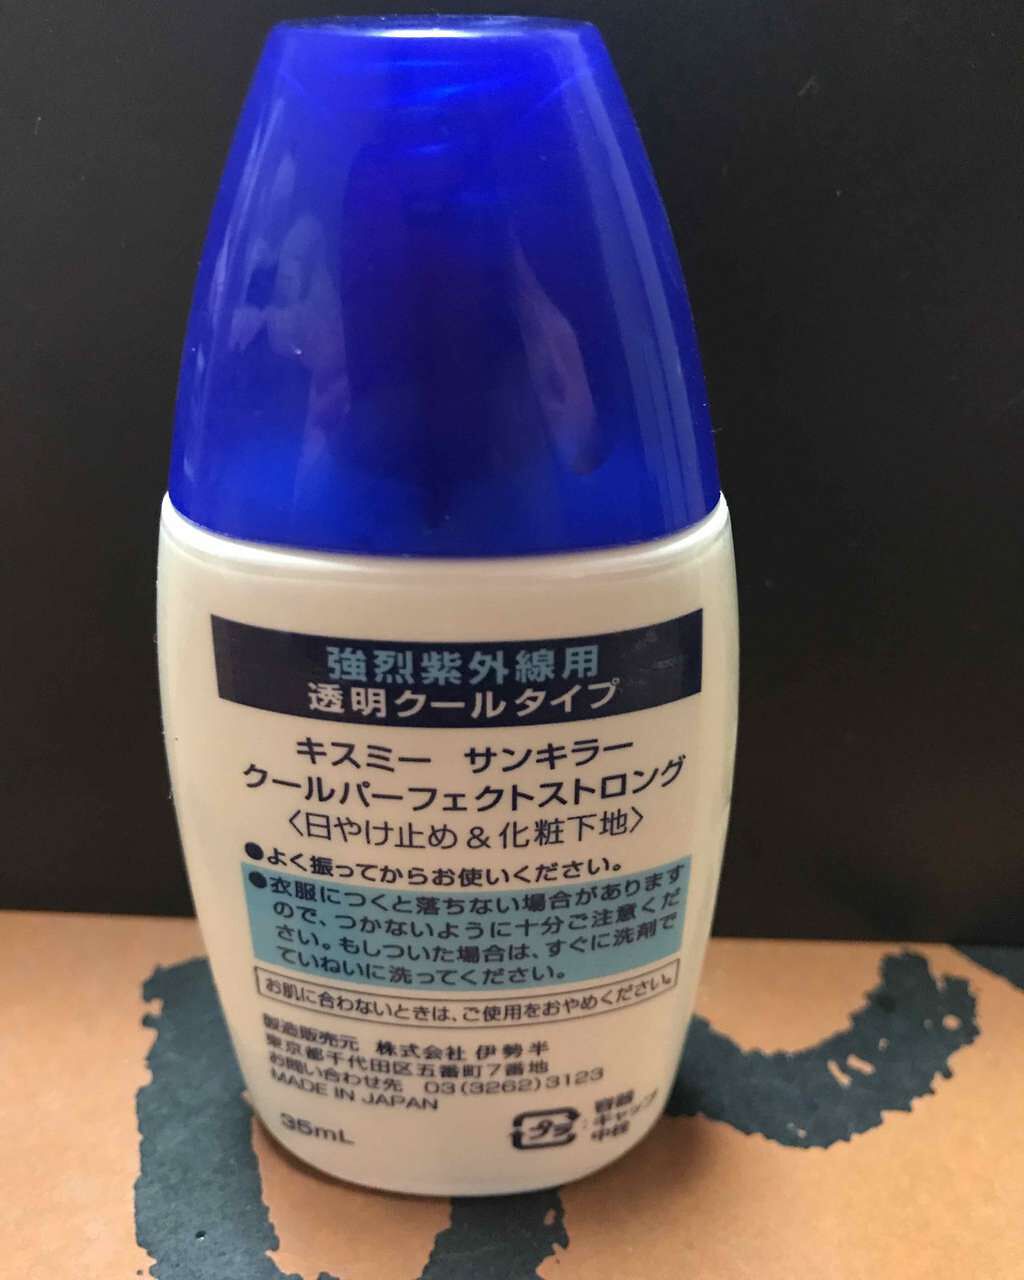 強烈紫外線用
透明クールタイプ
キスミー サンキラー
クールパーフェクトストロング
〈日やけ止め&化粧下地〉
●よく振ってからお使いください。
●衣服につくと落ちない場合があります
ので、つかないように十分ご注意くだ
さい。もしついた場合は、すぐに洗剤で
ていねいに洗ってください。
お肌に合わないときは、ご使用をおやめください。
製造販売元 株式会社 伊勢半
東京都千代田区五番町7番地
お問い合わせ先 03(3262)3123
MADE IN JAPAN
35mL
プラ:容器
キャップ
中栓